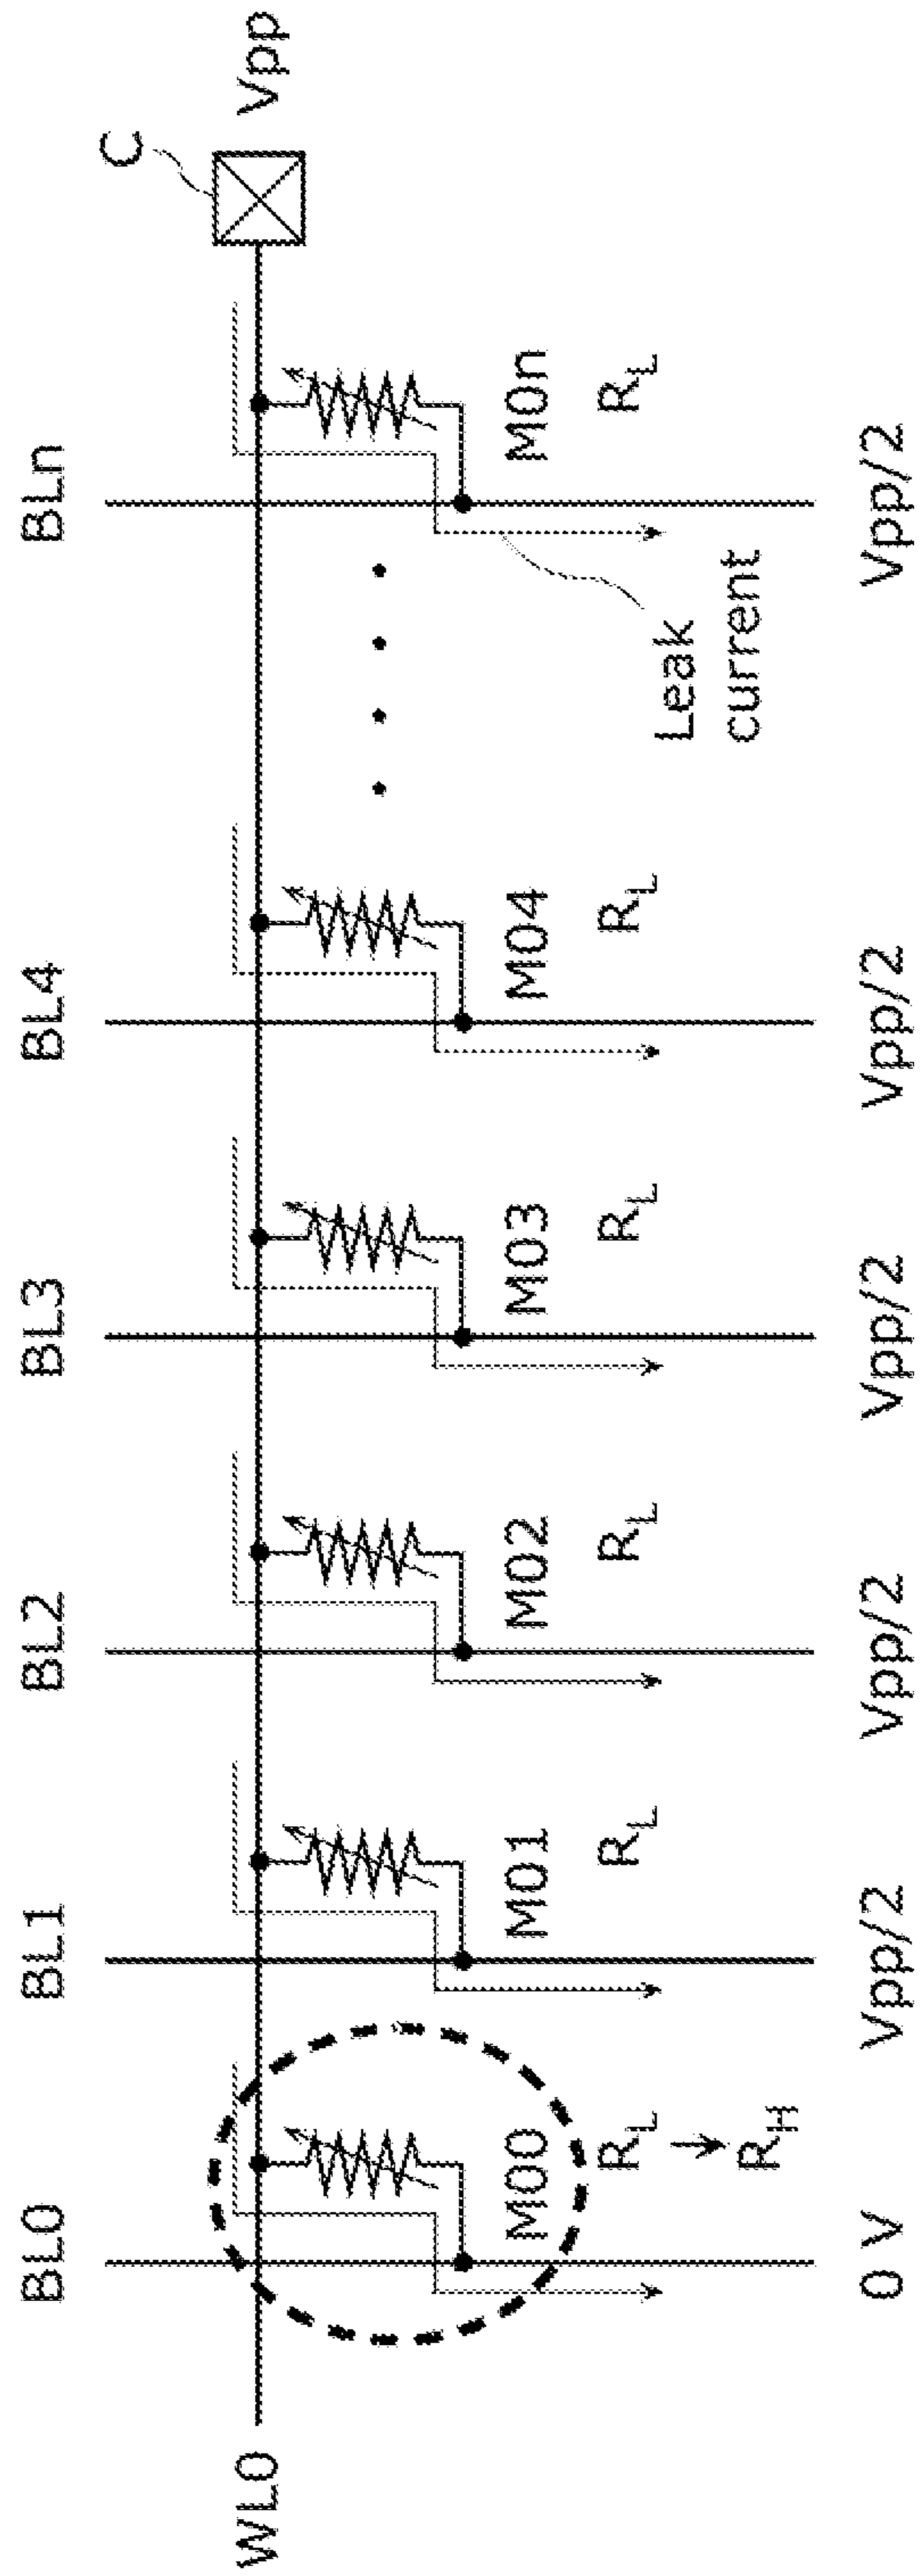 BL0 BL1 BL2 BL3 BL4 BLn
C
Vpp
WL0
M00 M01 M02 M03 M04 M0n
RL RL RL RL RL RL
Leak
current
→
RH
0 V Vpp/2 Vpp/2 Vpp/2 Vpp/2 Vpp/2